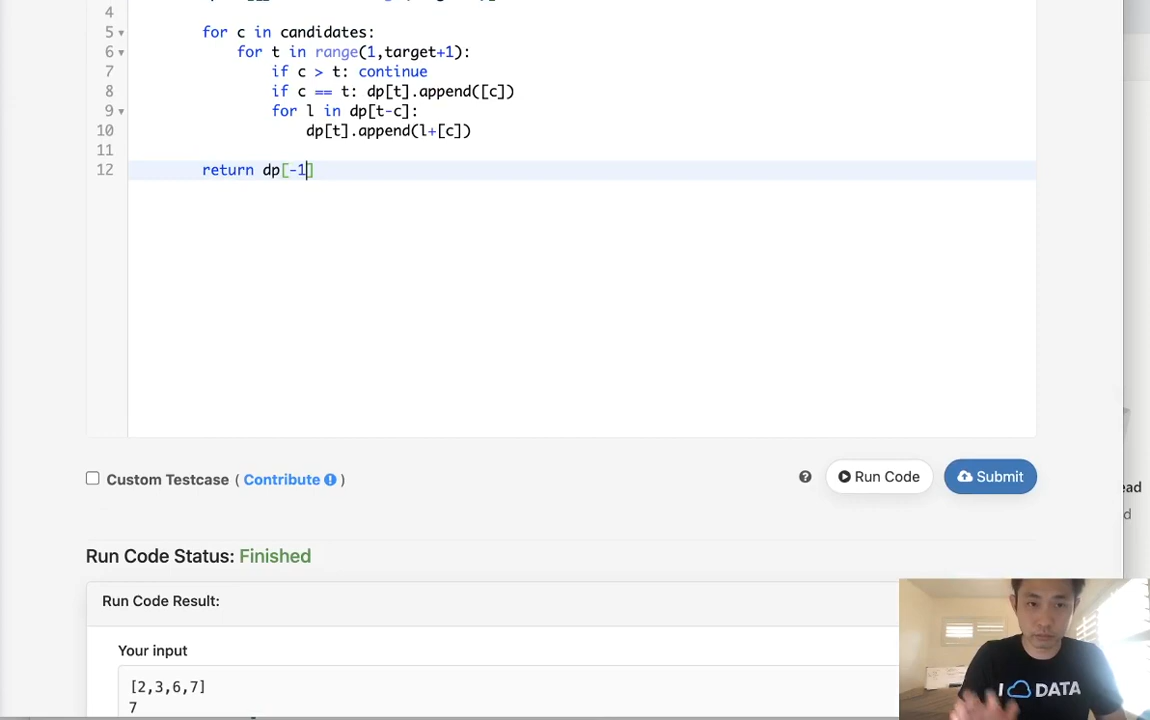 4
5 for c in candidates:
6 for t in range(1,target+1):
7 if c > t: continue
8 if c == t: dp[t].append([c])
9 for l in dp[t-c]:
10 dp[t].append(l+[c])
11
12 return dp[-1]
Custom Testcase ( Contribute )
? Run Code Submit
ead
d
Run Code Status: Finished
Run Code Result:
Your input
[2,3,6,7]
7
I DATA